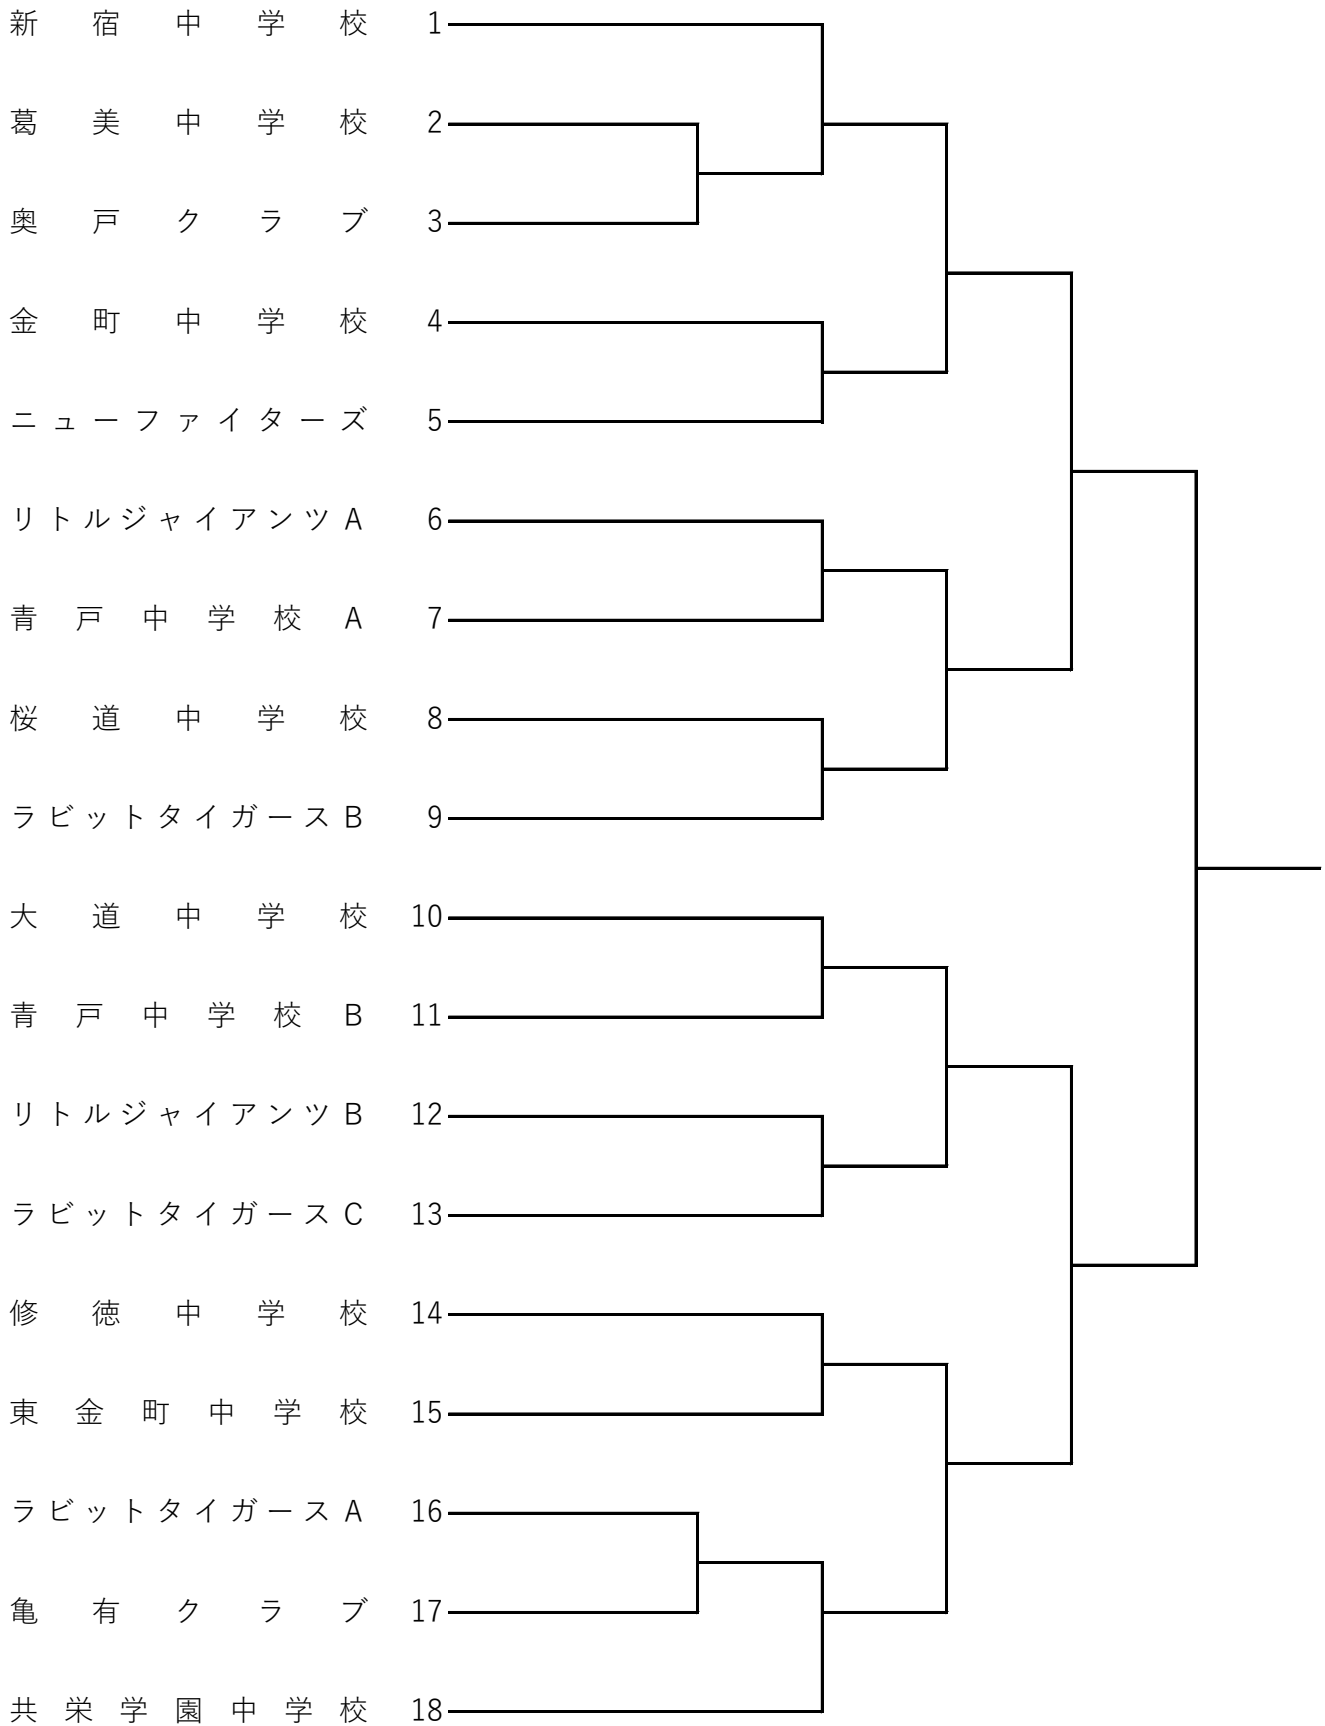 新宿中学校 1
葛美中学校 2
奥戸クラブ 3
金町中学校 4
ニューファイターズ 5
リトルジャイアンツA 6
青戸中学校A 7
桜道中学校 8
ラビットタイガースB 9
大道中学校 10
青戸中学校B 11
リトルジャイアンツB 12
ラビットタイガースC 13
修徳中学校 14
東金町中学校 15
ラビットタイガースA 16
亀有クラブ 17
共栄学園中学校 18